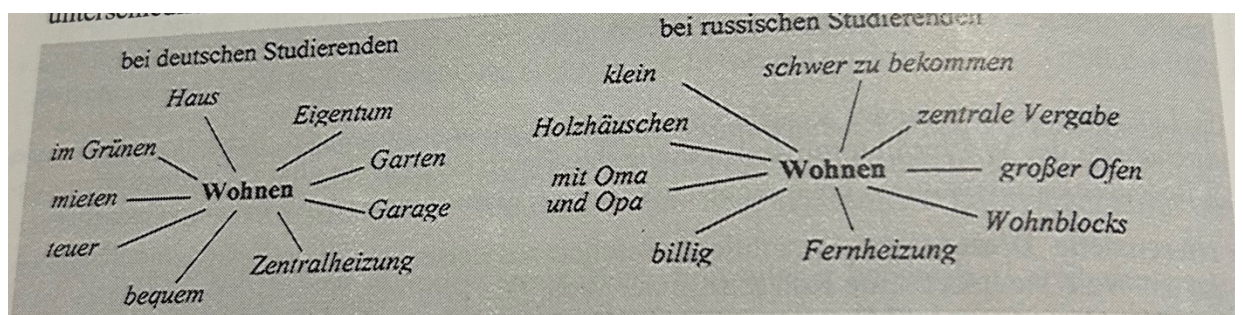 bei deutschen Studierenden
Haus
Eigentum
im Grünen
Garten
mieten
Wohnen
Garage
teuer
Zentralheizung
bequem
bei russischen Studierenden
klein
schwer zu bekommen
Holzhäuschen
zentrale Vergabe
mit Oma
und Opa
Wohnen
großer Ofen
Wohnblocks
billig
Fernheizung